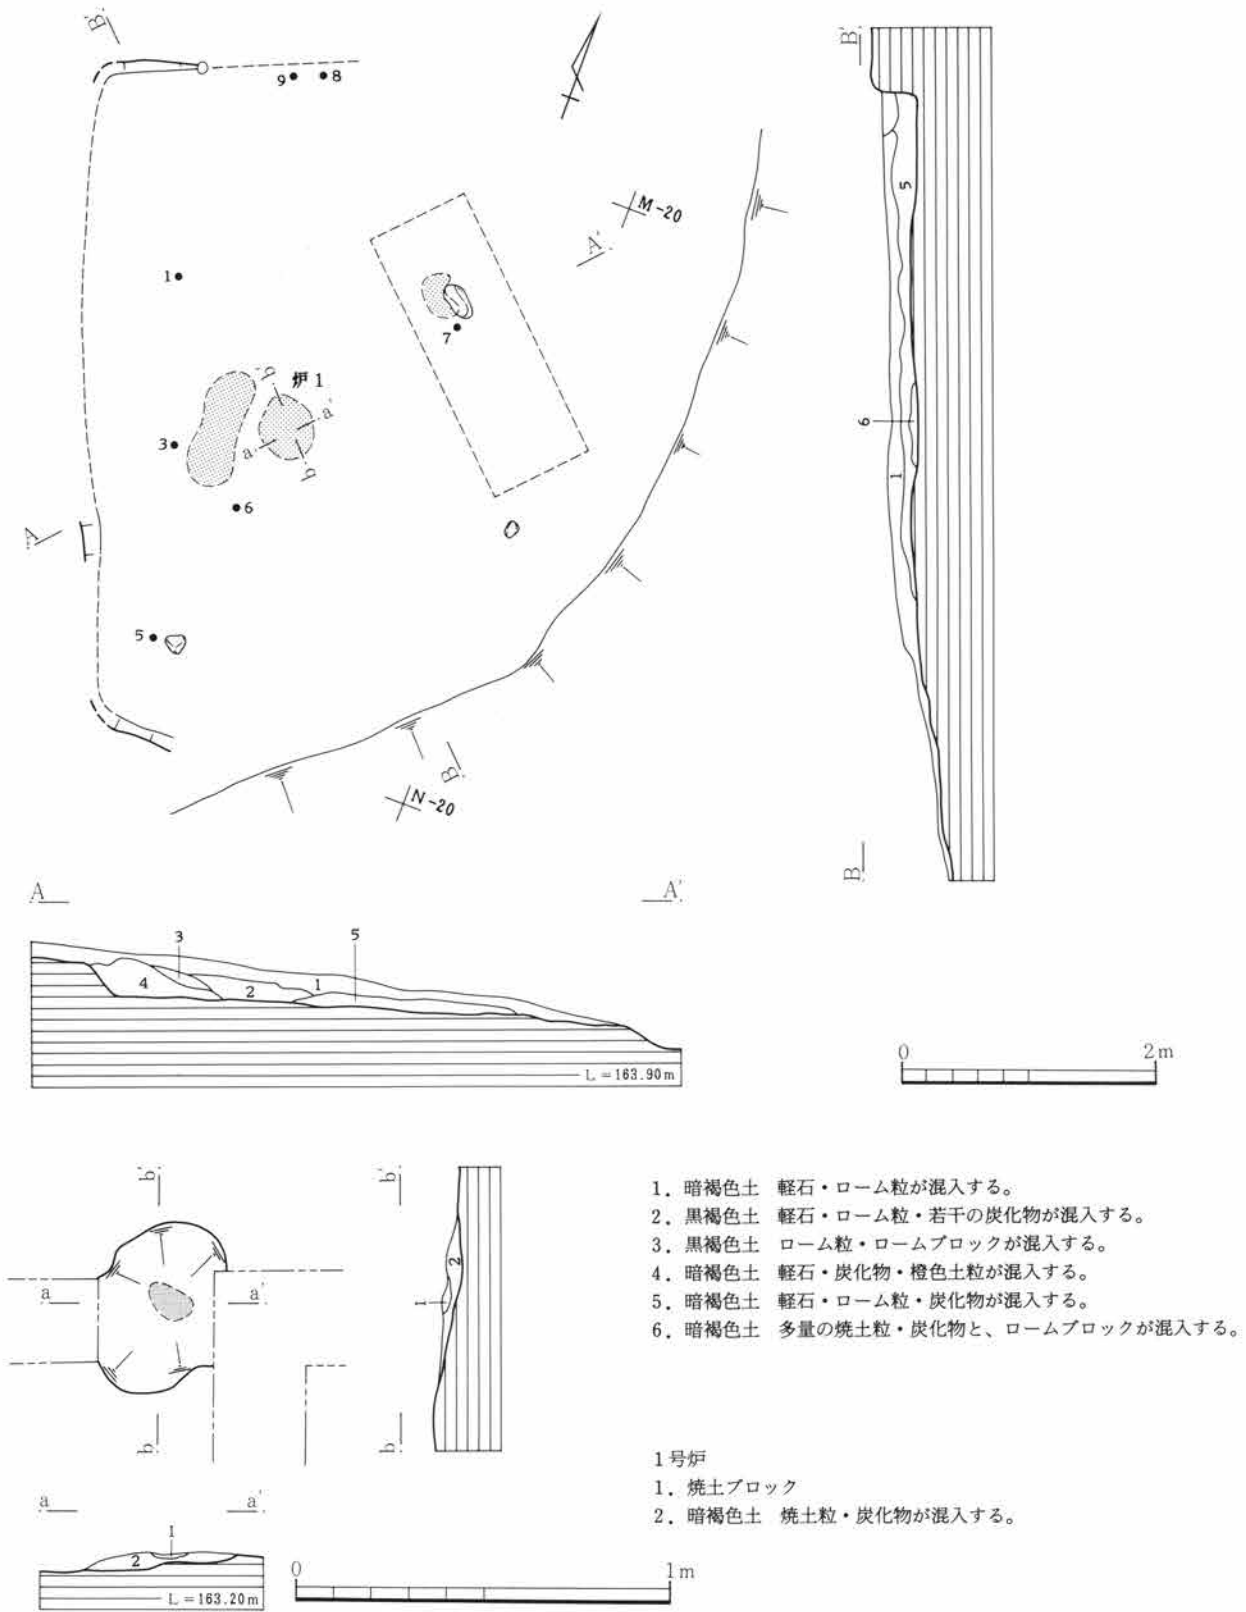 B'
9 8
B'
M-20
A'
5
1
7
炉1
b'
a'
3
a
b
6
6
1
A
5
B
N-20
B
A
A'
3
5
4
2
1
L=163.90m
0
2m
b'
b'
1. 暗褐色土 軽石・ローム粒が混入する。
2. 黒褐色土 軽石・ローム粒・若干の炭化物が混入する。
3. 黒褐色土 ローム粒・ロームブロックが混入する。
4. 暗褐色土 軽石・炭化物・橙色土粒が混入する。
5. 暗褐色土 軽石・ローム粒・炭化物が混入する。
6. 暗褐色土 多量の焼土粒・炭化物と、ロームブロックが混入する。
2
a
a'
1
b
b
1号炉
1. 焼土ブロック
2. 暗褐色土 焼土粒・炭化物が混入する。
a
a'
1
2
L=163.20m
0
1m